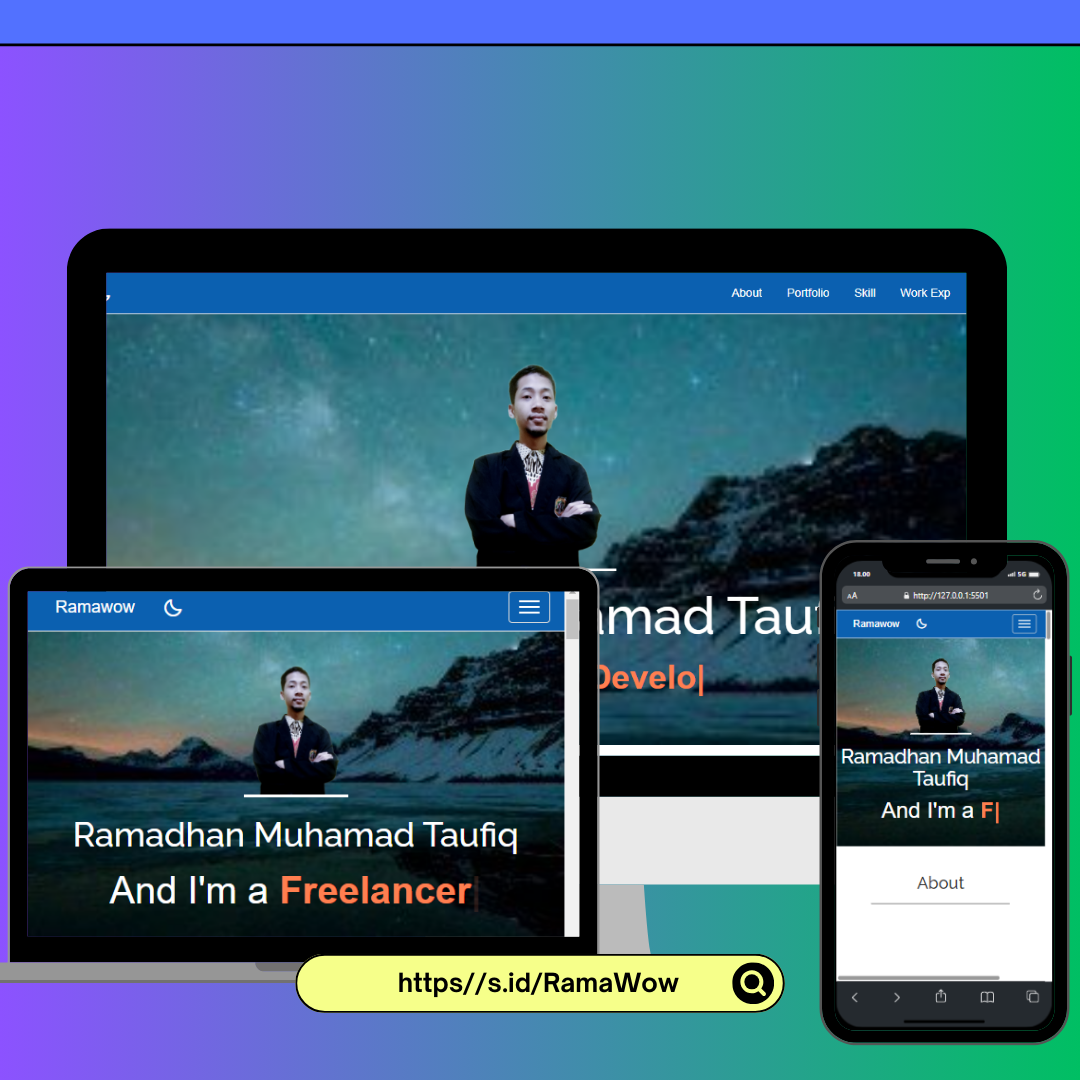 About Portfolio Skill Work Exp
amad Tauf
Develo|
Ramawow
Ramadhan Muhamad Taufiq
And I'm a Freelancer|
18.00 5G
AA http://127.0.0.1:5501
Ramawow
Ramadhan Muhamad
Taufiq
And I'm a F|
About
https//s.id/RamaWow